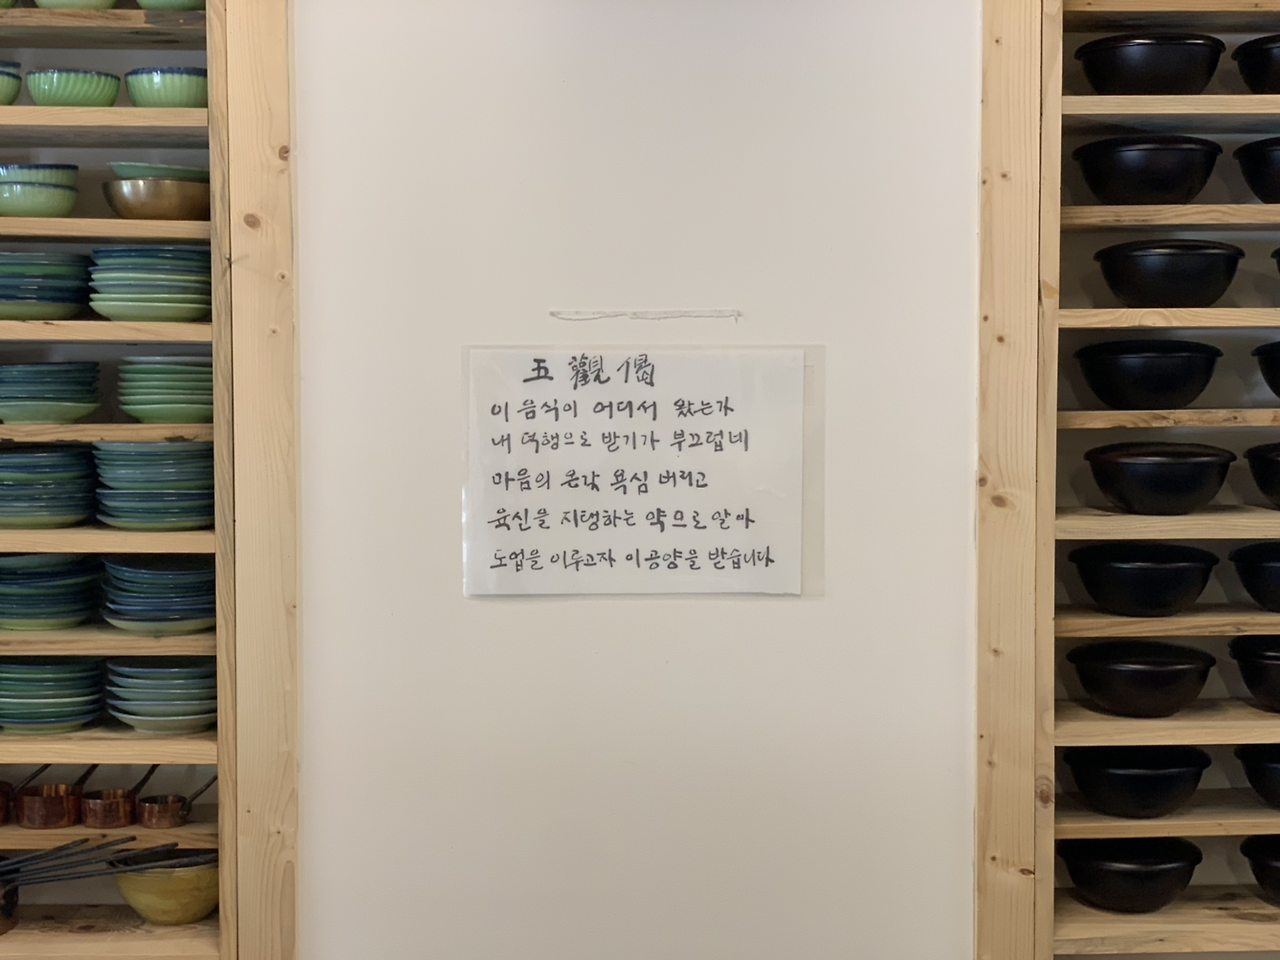 五觀偈
이 음식이 어디서 왔는가
내 덕행으로 받기가 부끄럽네
마음의 온갖 욕심 버리고
육신을 지탱하는 약으로 알아
도업을 이루고자 이 공양을 받습니다